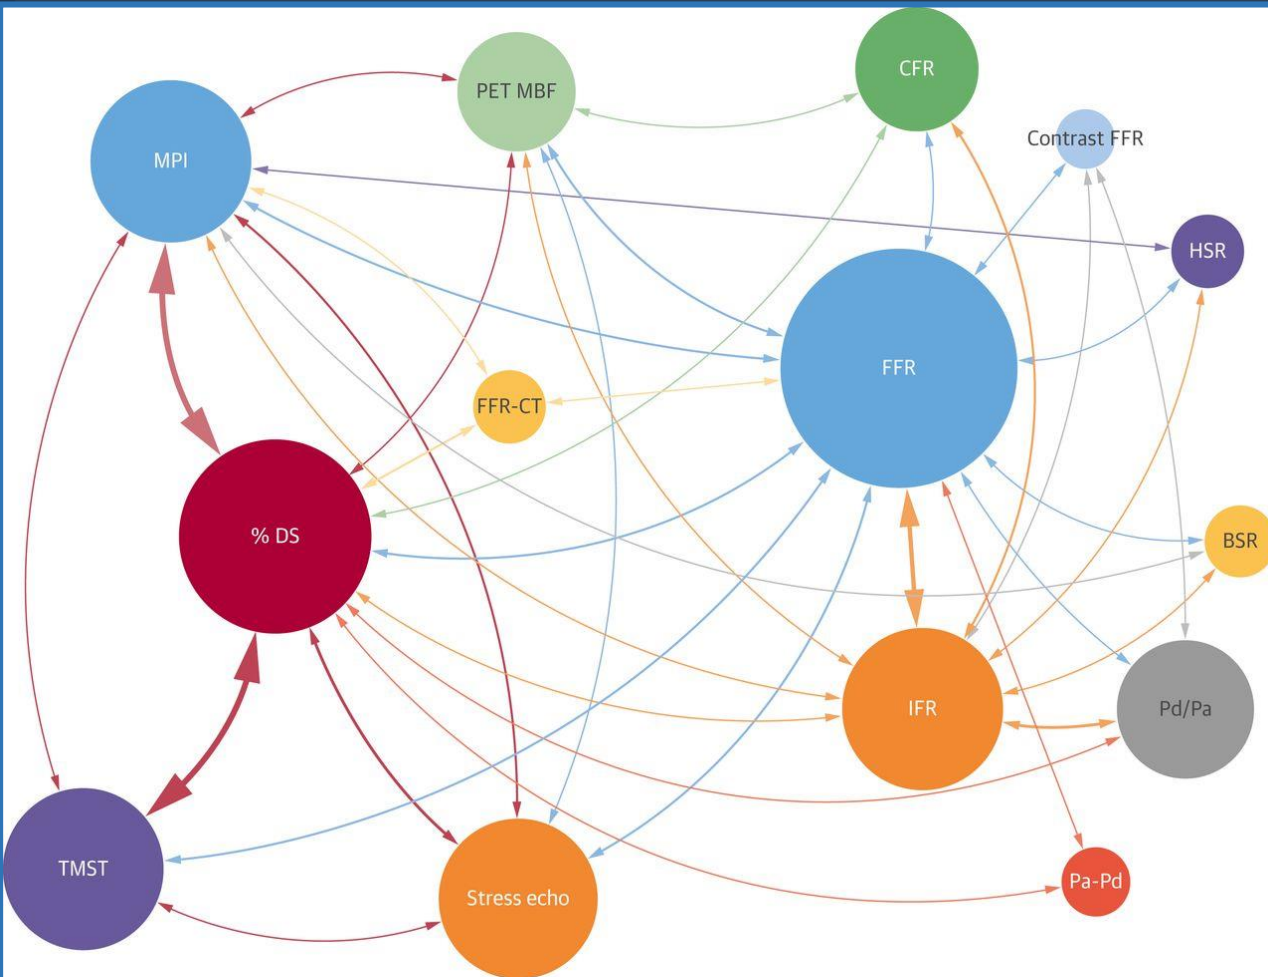 CFR
PET MBF
Contrast FFR
MPI
HSR
FFR
FFR-CT
% DS
BSR
IFR
Pd/Pa
TMST
Pa-Pd
Stress echo